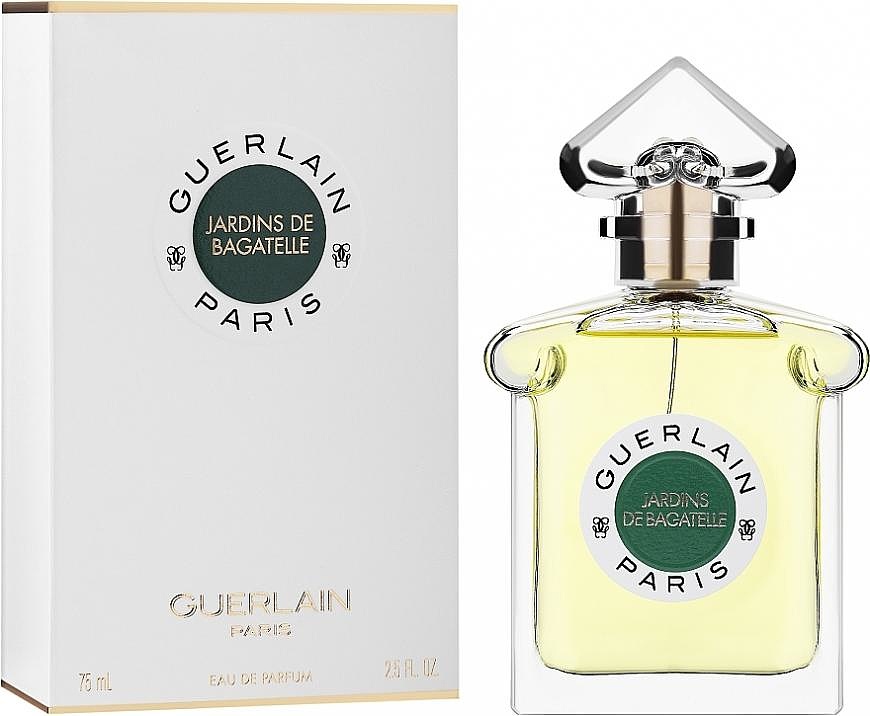 GUERLAIN
JARDINS DE
BAGATELLE
PARIS
GUERLAIN
PARIS
75 mL
EAU DE PARFUM
2.5 FL. OZ.
GUERLAIN
JARDINS
DE BAGATELLE
PARIS